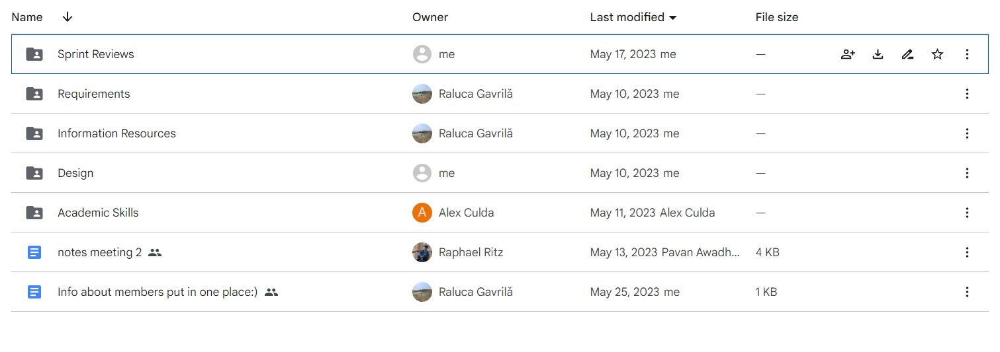 Name Owner Last modified File size
Sprint Reviews me May 17, 2023 me —
Requirements Raluca Gavrilă May 10, 2023 me —
Information Resources Raluca Gavrilă May 10, 2023 me —
Design me May 10, 2023 me —
A
Academic Skills Alex Culda May 11, 2023 Alex Culda —
notes meeting 2 Raphael Ritz May 13, 2023 Pavan Awadh... 4 KB
Info about members put in one place:) Raluca Gavrilă May 25, 2023 me 1 KB